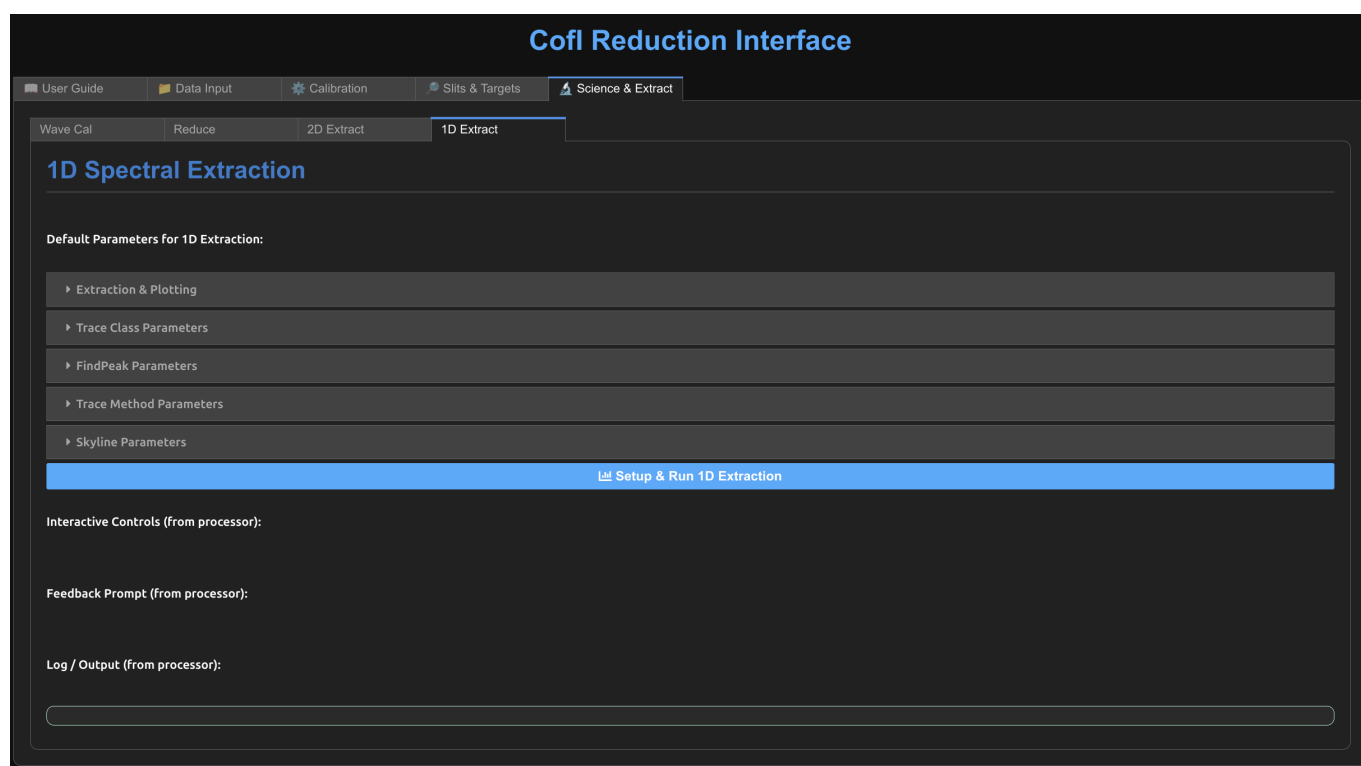 CofI Reduction Interface
User Guide
Data Input
Calibration
Slits & Targets
Science & Extract
Wave Cal
Reduce
2D Extract
1D Extract
1D Spectral Extraction
Default Parameters for 1D Extraction:
Extraction & Plotting
Trace Class Parameters
FindPeak Parameters
Trace Method Parameters
Skyline Parameters
Setup & Run 1D Extraction
Interactive Controls (from processor):
Feedback Prompt (from processor):
Log / Output (from processor):